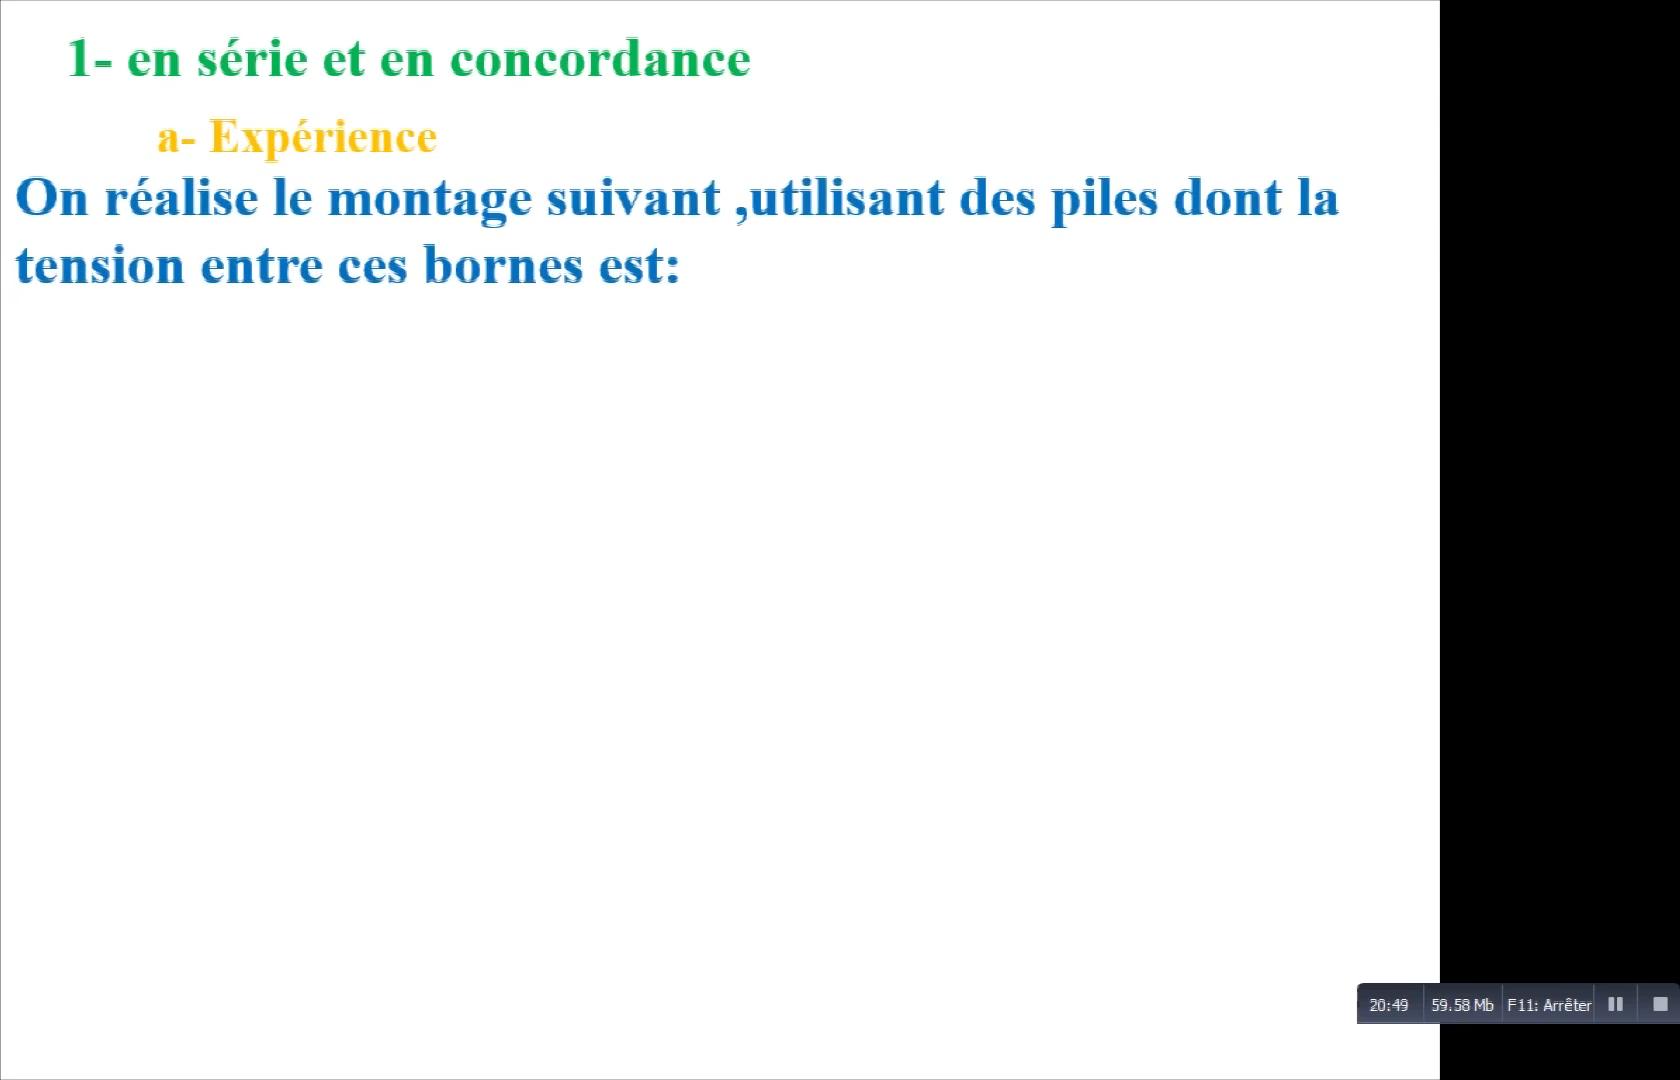 1- en série et en concordance
a- Expérience
On réalise le montage suivant ,utilisant des piles dont la
tension entre ces bornes est:
20:49 59.58 Mb F11: Arrêter